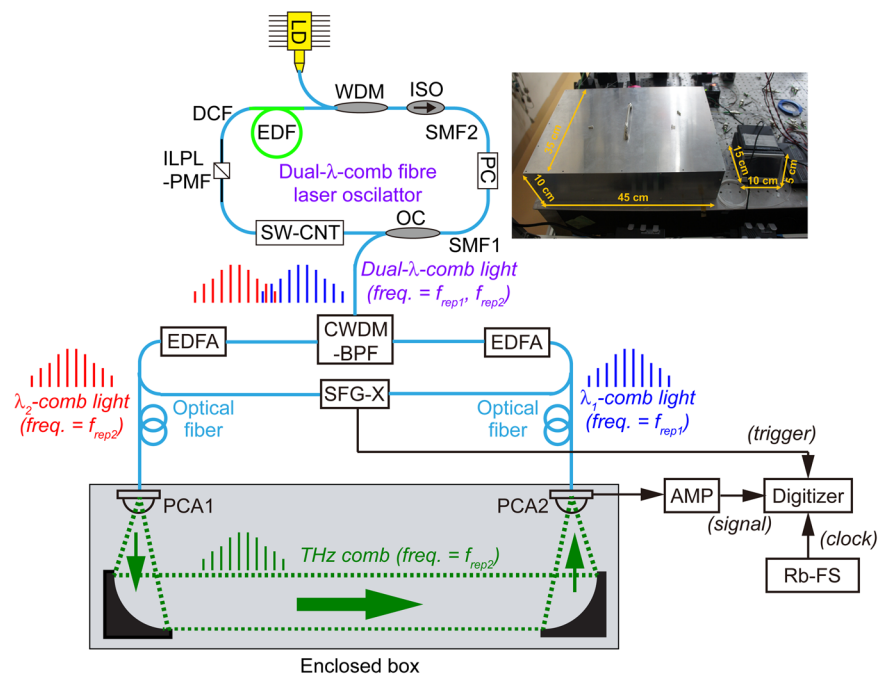 LD
WDM
ISO
DCF
EDF
SMF2
ILPL
-PMF
Dual-λ-comb fibre
laser oscilattor
PC
SW-CNT
OC
SMF1
35 cm
10 cm
45 cm
15 cm
10 cm
5 cm
Dual-λ-comb light
(freq. = frep1, frep2)
EDFA
CWDM
-BPF
EDFA
SFG-X
λ2-comb light
(freq. = frep2)
Optical
fiber
Optical
fiber
λ1-comb light
(freq. = frep1)
(trigger)
PCA1
PCA2
AMP
Digitizer
(signal)
(clock)
THz comb (freq. = frep2)
Rb-FS
Enclosed box